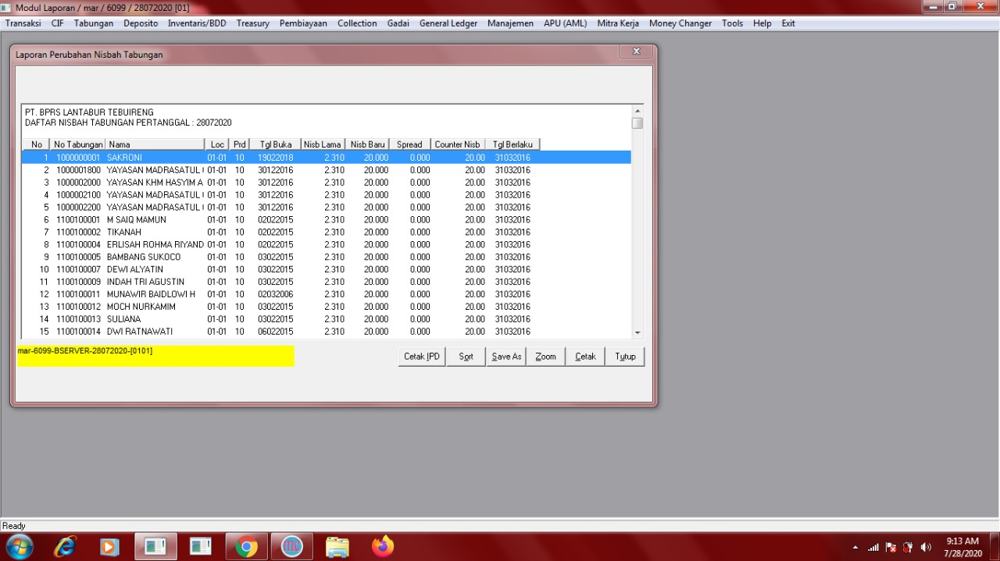 Modul Laporan / mar / 6099 / 28072020 [01]
Transaksi CIF Tabungan Deposito Inventaris/BDD Treasury Pembiayaan Collection Gadai General Ledger Manajemen APU (AML) Mitra Kerja Money Changer Tools Help Exit
Laporan Perubahan Nisbah Tabungan
PT. BPRS LANTABUR TEBUIRENG
DAFTAR NISBAH TABUNGAN PERTANGGAL : 28072020
No No Tabungan Nama Loc Prd Tgl Buka Nisb Lama Nisb Baru Spread Counter Nisb Tgl Berlaku
1 1000000001 SAKRONI 01-01 10 19022018 2.310 20.000 0.000 20.00 31032016
2 1000001800 YAYASAN MADRASATUL 01-01 10 30122016 2.310 20.000 0.000 20.00 31032016
3 1000002000 YAYASAN KHM HASYIM A 01-01 10 30122016 2.310 20.000 0.000 20.00 31032016
4 1000002100 YAYASAN MADRASATUL 01-01 10 30122016 2.310 20.000 0.000 20.00 31032016
5 1000002200 YAYASAN MADRASATUL 01-01 10 30122016 2.310 20.000 0.000 20.00 31032016
6 1100100001 M SAIQ MAMUN 01-01 10 02022015 2.310 20.000 0.000 20.00 31032016
7 1100100002 TIKANAH 01-01 10 02022015 2.310 20.000 0.000 20.00 31032016
8 1100100004 ERLISAH ROHMA RIYAND 01-01 10 02022015 2.310 20.000 0.000 20.00 31032016
9 1100100005 BAMBANG SUKOCO 01-01 10 03022015 2.310 20.000 0.000 20.00 31032016
10 1100100007 DEWI ALYATIN 01-01 10 03022015 2.310 20.000 0.000 20.00 31032016
11 1100100009 INDAH TRI AGUSTIN 01-01 10 03022015 2.310 20.000 0.000 20.00 31032016
12 1100100011 MUNAWIR BAIDLOWI H 01-01 10 02032006 2.310 20.000 0.000 20.00 31032016
13 1100100012 MOCH NURKAMIM 01-01 10 03022015 2.310 20.000 0.000 20.00 31032016
14 1100100013 SULIANA 01-01 10 03022015 2.310 20.000 0.000 20.00 31032016
15 1100100014 DWI RATNAWATI 01-01 10 06022015 2.310 20.000 0.000 20.00 31032016
mar-6099-BSERVER-28072020-[0101]
Cetak IPD Sort Save As Zoom Cetak Tutup
Ready
9:13 AM
7/28/2020